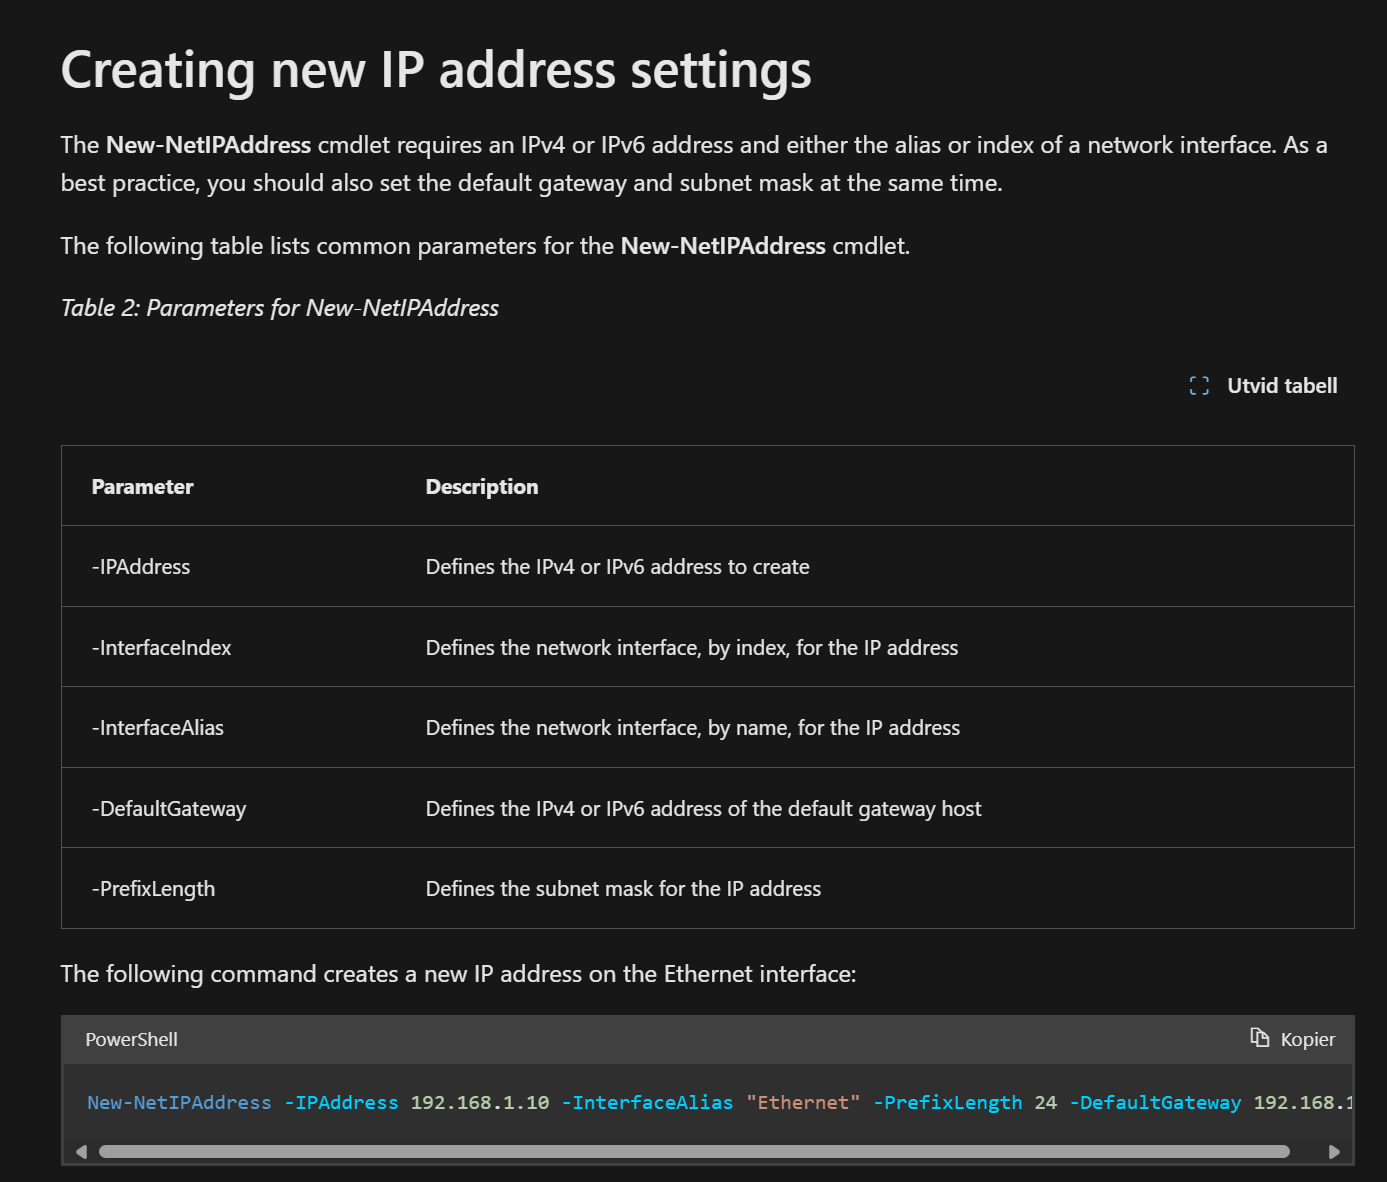 Creating new IP address settings
The New-NetIPAddress cmdlet requires an IPv4 or IPv6 address and either the alias or index of a network interface. As a
best practice, you should also set the default gateway and subnet mask at the same time.
The following table lists common parameters for the New-NetIPAddress cmdlet.
Table 2: Parameters for New-NetIPAddress
Utvid tabell
Parameter Description
-IPAddress Defines the IPv4 or IPv6 address to create
-InterfaceIndex Defines the network interface, by index, for the IP address
-InterfaceAlias Defines the network interface, by name, for the IP address
-DefaultGateway Defines the IPv4 or IPv6 address of the default gateway host
-PrefixLength Defines the subnet mask for the IP address
The following command creates a new IP address on the Ethernet interface:
PowerShell Kopier
New-NetIPAddress -IPAddress 192.168.1.10 -InterfaceAlias "Ethernet" -PrefixLength 24 -DefaultGateway 192.168.1